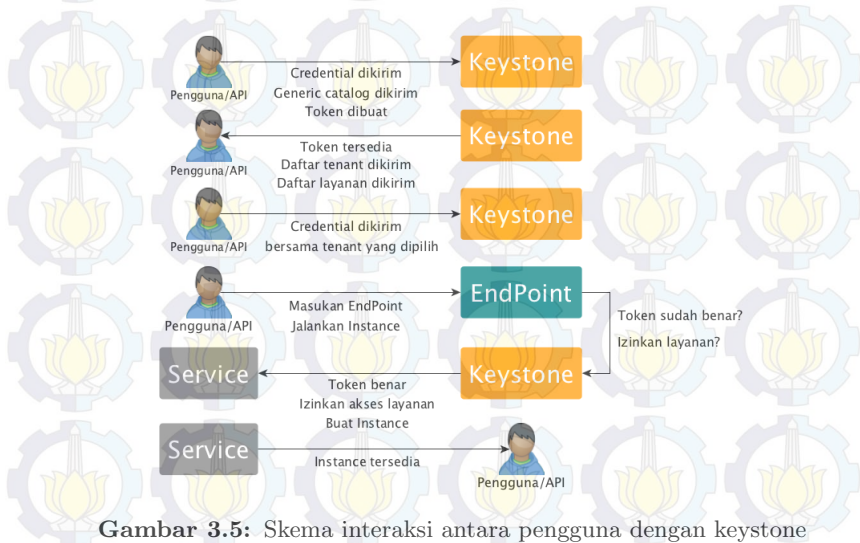 Keystone
Credential dikirim
Generic catalog dikirim
Token dibuat
Pengguna/API
Keystone
Token tersedia
Daftar tenant dikirim
Daftar layanan dikirim
Pengguna/API
Keystone
Credential dikirim
bersama tenant yang dipilih
Pengguna/API
EndPoint
Masukan EndPoint
Jalankan Instance
Pengguna/API
Token sudah benar?
Izinkan layanan?
Service
Keystone
Token benar
Izinkan akses layanan
Buat Instance
Service
Instance tersedia
Pengguna/API
Gambar 3.5: Skema interaksi antara pengguna dengan keystone